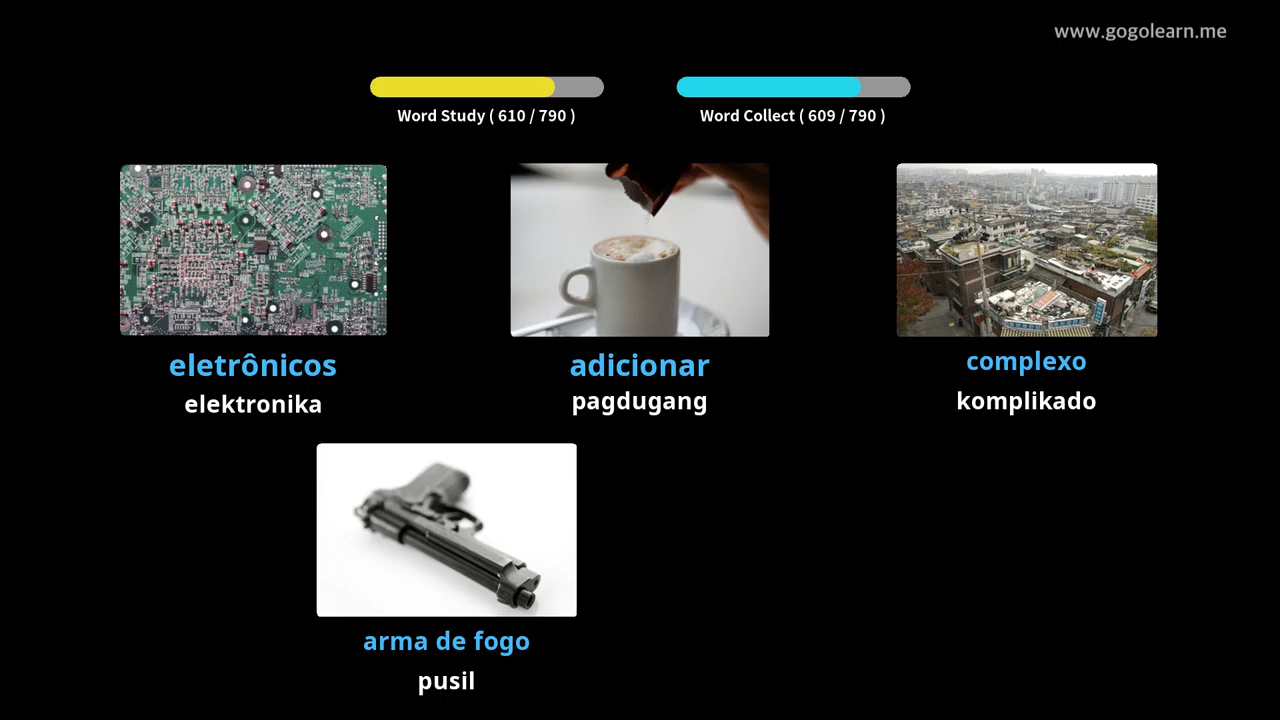 www.gogolearn.me
Word Study ( 610 / 790 )
Word Collect ( 609 / 790 )
eletrônicos
elektronika
adicionar
pagdugang
complexo
komplikado
arma de fogo
pusil